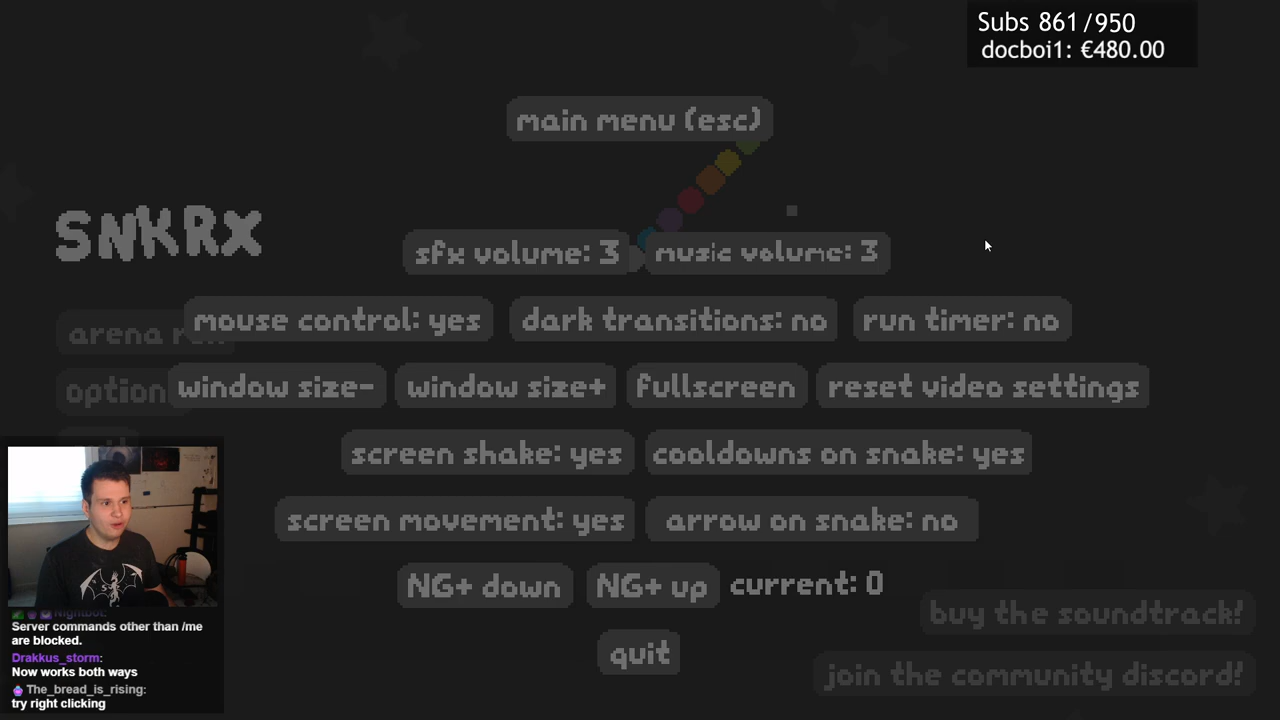 Subs 861/950
docboi1: €480.00
main menu (esc)
SNKRX
sfx volume: 3
music volume: 3
mouse control: yes
dark transitions: no
run timer: no
arena run
options
window size-
window size+
fullscreen
reset video settings
screen shake: yes
cooldowns on snake: yes
screen movement: yes
arrow on snake: no
NG+ down
NG+ up
current: 0
quit
buy the soundtrack!
join the community discord!
Nightbot:
Server commands other than /me
are blocked.
Drakkus_storm:
Now works both ways
The_bread_is_rising:
try right clicking